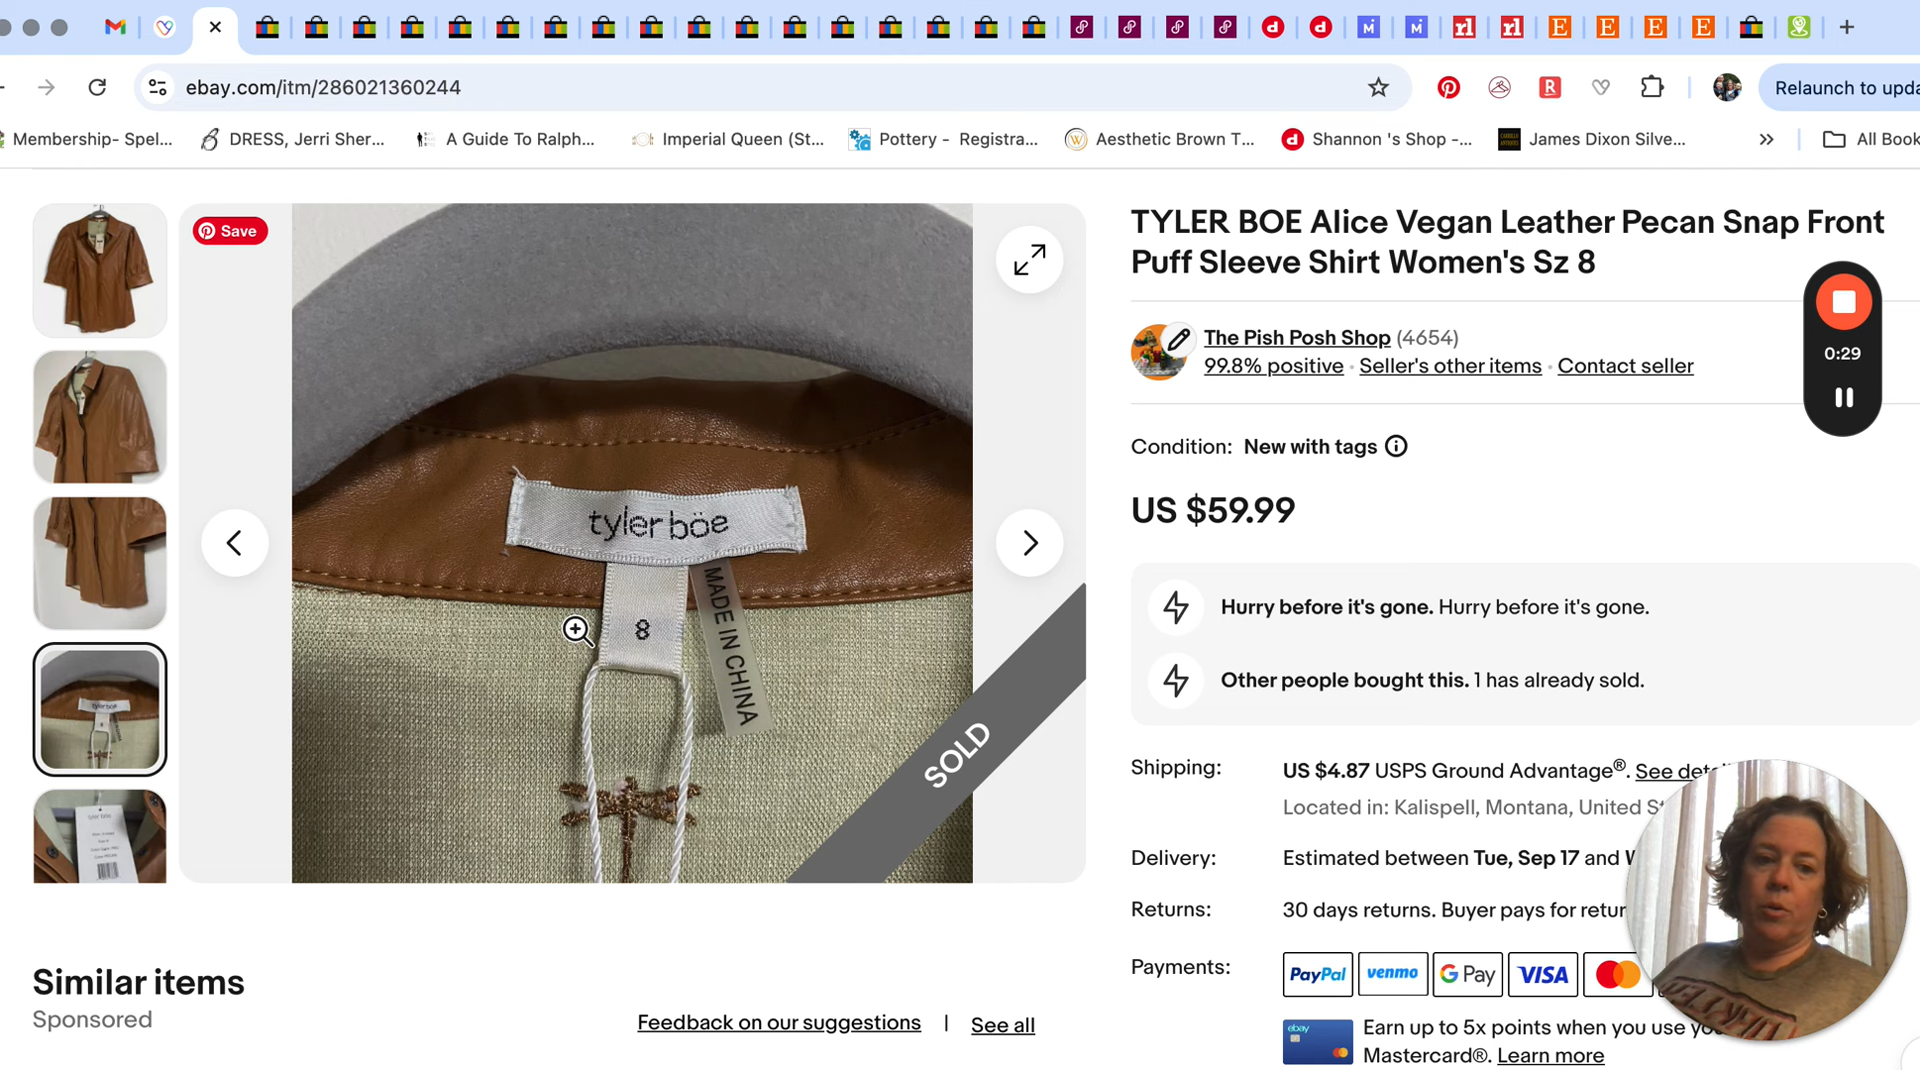 ebay.com/itm/286021360244
Relaunch to upda
Membership- Spel...
DRESS, Jerri Sher...
A Guide To Ralph...
Imperial Queen (St...
Pottery - Registra...
Aesthetic Brown T...
Shannon 's Shop -...
James Dixon Silve...
All Book
Save
tyler böe
8
MADE IN CHINA
SOLD
TYLER BOE Alice Vegan Leather Pecan Snap Front
Puff Sleeve Shirt Women's Sz 8
The Pish Posh Shop (4654)
99.8% positive · Seller's other items · Contact seller
0:29
Condition: New with tags
US $59.99
Hurry before it's gone. Hurry before it's gone.
Other people bought this. 1 has already sold.
Shipping: US $4.87 USPS Ground Advantage®. See detai
Located in: Kalispell, Montana, United St
Delivery: Estimated between Tue, Sep 17 and W
Returns: 30 days returns. Buyer pays for retur
Payments: PayPal venmo G Pay VISA
ebay
Earn up to 5x points when you use yo
Mastercard®. Learn more
Similar items
Sponsored
Feedback on our suggestions | See all